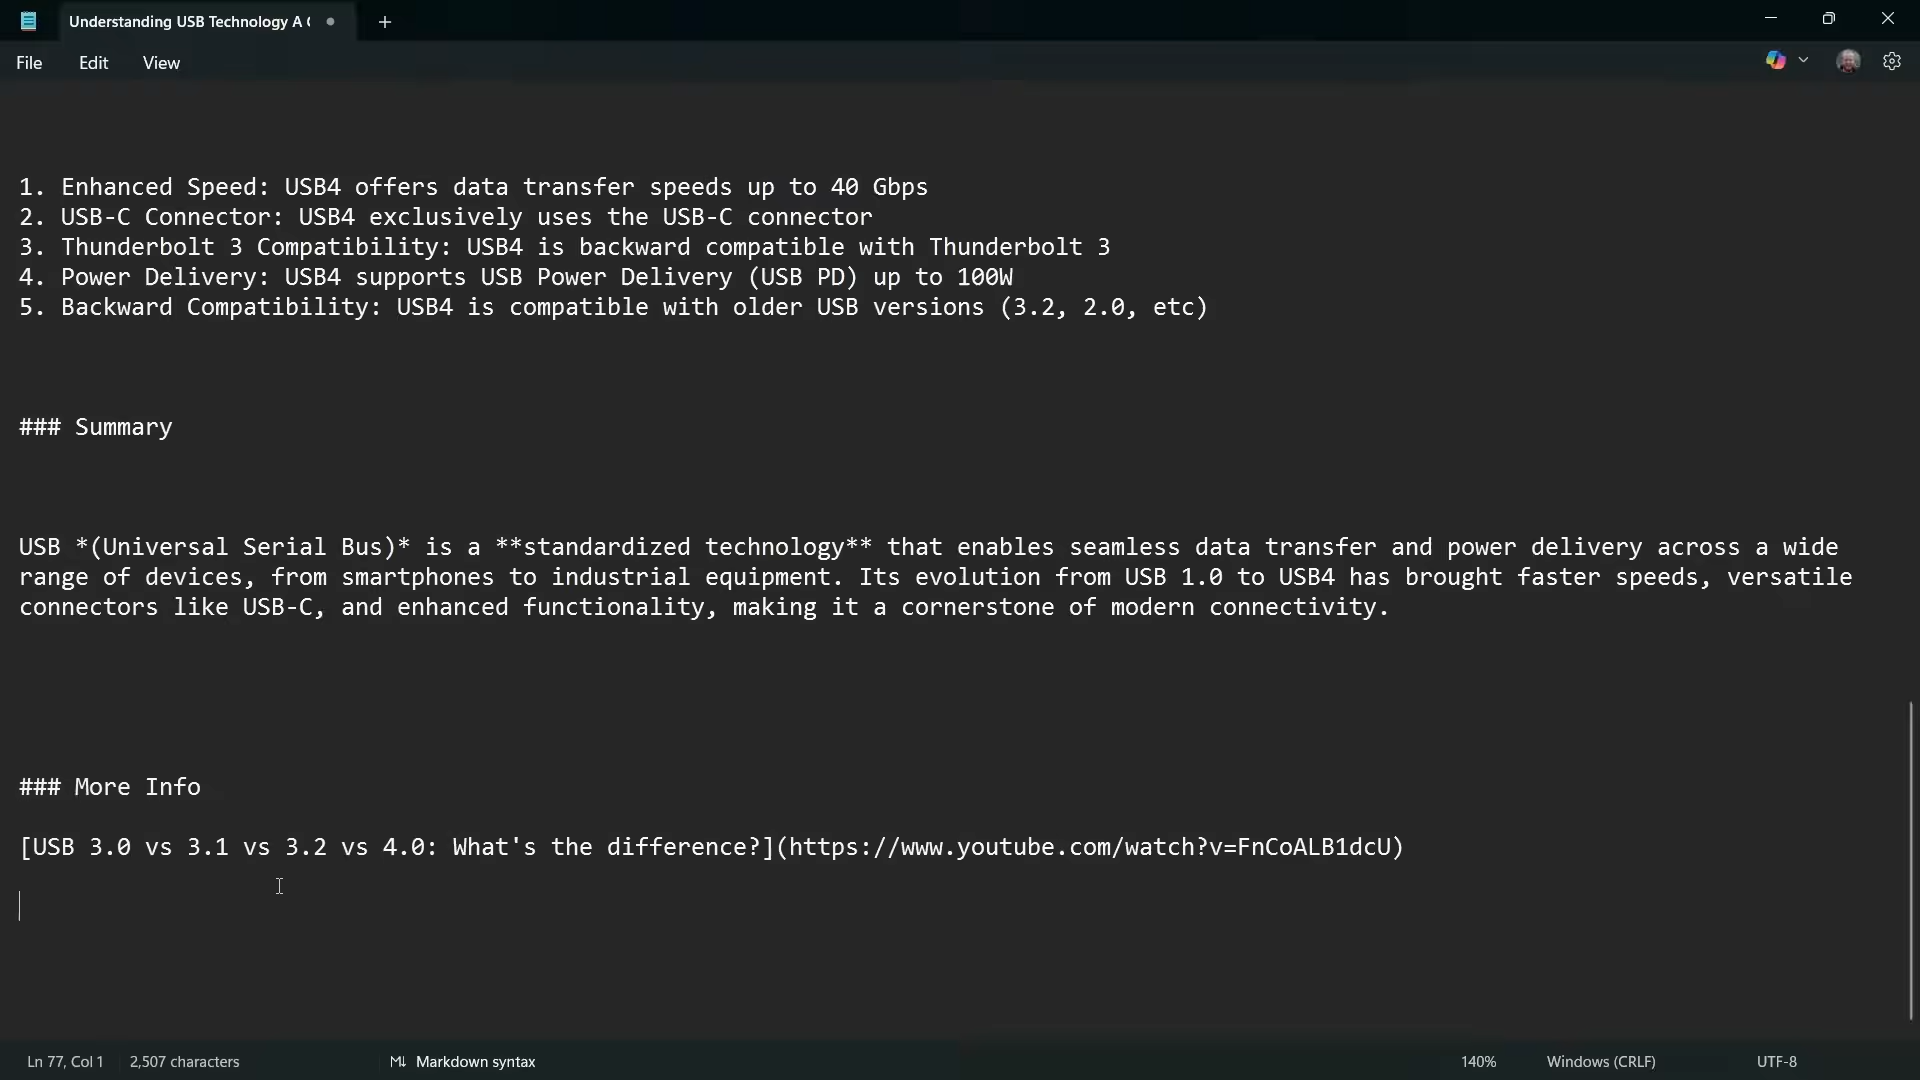 Understanding USB Technology A
File Edit View
1. Enhanced Speed: USB4 offers data transfer speeds up to 40 Gbps
2. USB-C Connector: USB4 exclusively uses the USB-C connector
3. Thunderbolt 3 Compatibility: USB4 is backward compatible with Thunderbolt 3
4. Power Delivery: USB4 supports USB Power Delivery (USB PD) up to 100W
5. Backward Compatibility: USB4 is compatible with older USB versions (3.2, 2.0, etc)
### Summary
USB *(Universal Serial Bus)* is a **standardized technology** that enables seamless data transfer and power delivery across a wide
range of devices, from smartphones to industrial equipment. Its evolution from USB 1.0 to USB4 has brought faster speeds, versatile
connectors like USB-C, and enhanced functionality, making it a cornerstone of modern connectivity.
### More Info
[USB 3.0 vs 3.1 vs 3.2 vs 4.0: What's the difference?](https://www.youtube.com/watch?v=FnCoALB1dcU)
Ln 77, Col 1 2,507 characters M↓ Markdown syntax 140% Windows (CRLF) UTF-8